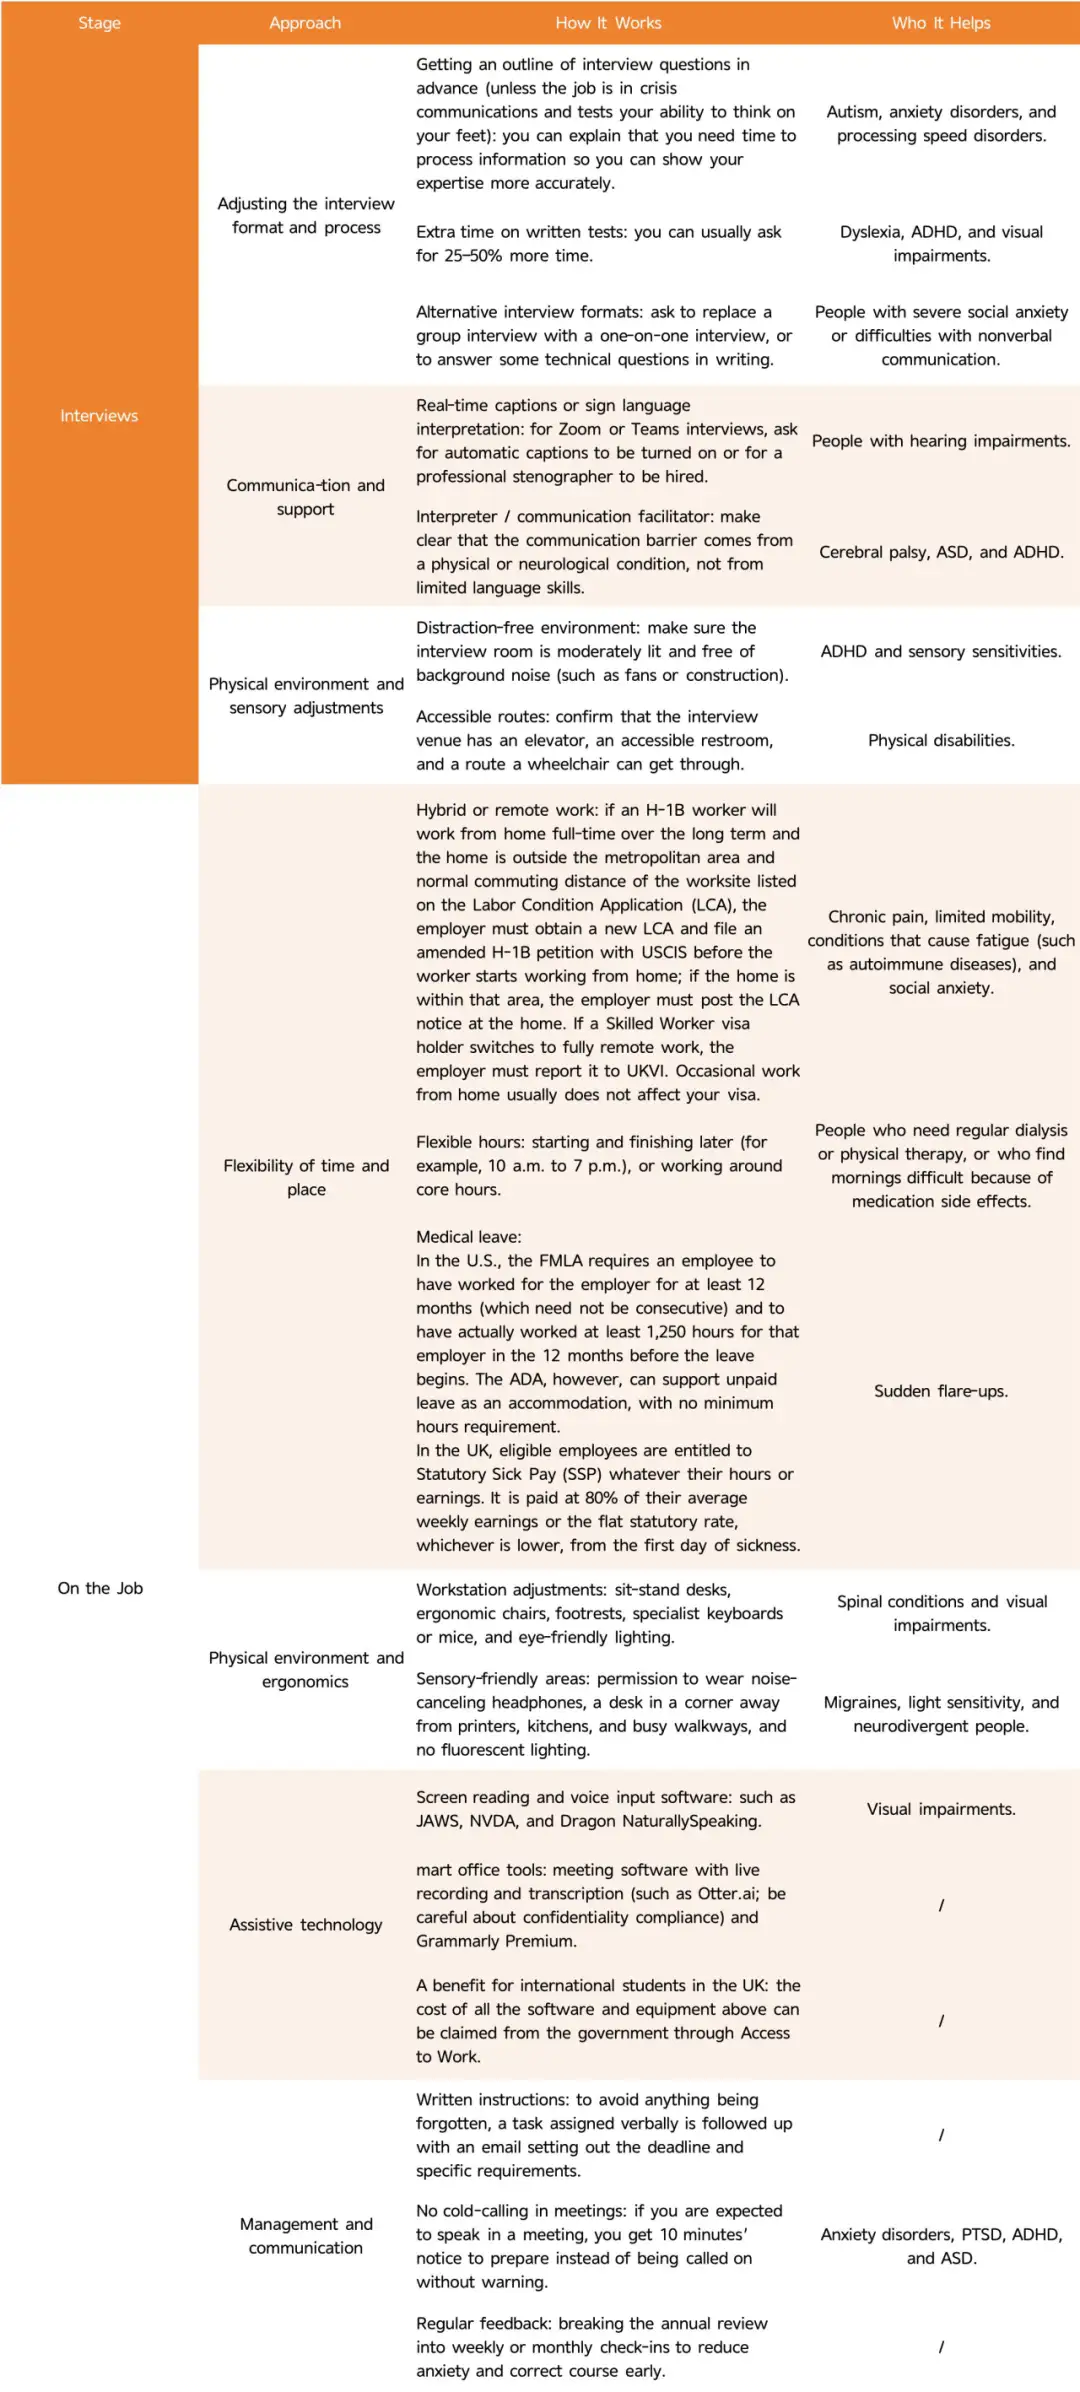 Stage
Approach
How It Works
Who It Helps
Interviews
Adjusting the interview
format and process
Getting an outline of interview questions in
advance (unless the job is in crisis
communications and tests your ability to think on
your feet): you can explain that you need time to
process information so you can show your
expertise more accurately.
Autism, anxiety disorders, and
processing speed disorders.
Extra time on written tests: you can usually ask
for 25–50% more time.
Dyslexia, ADHD, and visual
impairments.
Alternative interview formats: ask to replace a
group interview with a one-on-one interview, or
to answer some technical questions in writing.
People with severe social anxiety
or difficulties with nonverbal
communication.
Communica-tion and
support
Real-time captions or sign language
interpretation: for Zoom or Teams interviews, ask
for automatic captions to be turned on or for a
professional stenographer to be hired.
People with hearing impairments.
Interpreter / communication facilitator: make
clear that the communication barrier comes from
a physical or neurological condition, not from
limited language skills.
Cerebral palsy, ASD, and ADHD.
Physical environment and
sensory adjustments
Distraction-free environment: make sure the
interview room is moderately lit and free of
background noise (such as fans or construction).
ADHD and sensory sensitivities.
Accessible routes: confirm that the interview
venue has an elevator, an accessible restroom,
and a route a wheelchair can get through.
Physical disabilities.
On the Job
Flexibility of time and
place
Hybrid or remote work: if an H-1B worker will
work from home full-time over the long term and
the home is outside the metropolitan area and
normal commuting distance of the worksite listed
on the Labor Condition Application (LCA), the
employer must obtain a new LCA and file an
amended H-1B petition with USCIS before the
worker starts working from home; if the home is
within that area, the employer must post the LCA
notice at the home. If a Skilled Worker visa
holder switches to fully remote work, the
employer must report it to UKVI. Occasional work
from home usually does not affect your visa.
Chronic pain, limited mobility,
conditions that cause fatigue (such
as autoimmune diseases), and
social anxiety.
Flexible hours: starting and finishing later (for
example, 10 a.m. to 7 p.m.), or working around
core hours.
People who need regular dialysis
or physical therapy, or who find
mornings difficult because of
medication side effects.
Medical leave:
In the U.S., the FMLA requires an employee to
have worked for the employer for at least 12
months (which need not be consecutive) and to
have actually worked at least 1,250 hours for that
employer in the 12 months before the leave
begins. The ADA, however, can support unpaid
leave as an accommodation, with no minimum
hours requirement.
In the UK, eligible employees are entitled to
Statutory Sick Pay (SSP) whatever their hours or
earnings. It is paid at 80% of their average
weekly earnings or the flat statutory rate,
whichever is lower, from the first day of sickness.
Sudden flare-ups.
Physical environment and
ergonomics
Workstation adjustments: sit-stand desks,
ergonomic chairs, footrests, specialist keyboards
or mice, and eye-friendly lighting.
Spinal conditions and visual
impairments.
Sensory-friendly areas: permission to wear noise-
canceling headphones, a desk in a corner away
from printers, kitchens, and busy walkways, and
no fluorescent lighting.
Migraines, light sensitivity, and
neurodivergent people.
Assistive technology
Screen reading and voice input software: such as
JAWS, NVDA, and Dragon NaturallySpeaking.
Visual impairments.
mart office tools: meeting software with live
recording and transcription (such as Otter.ai; be
careful about confidentiality compliance) and
Grammarly Premium.
/
A benefit for international students in the UK: the
cost of all the software and equipment above can
be claimed from the government through Access
to Work.
/
Management and
communication
Written instructions: to avoid anything being
forgotten, a task assigned verbally is followed up
with an email setting out the deadline and
specific requirements.
/
No cold-calling in meetings: if you are expected
to speak in a meeting, you get 10 minutes’
notice to prepare instead of being called on
without warning.
Anxiety disorders, PTSD, ADHD,
and ASD.
Regular feedback: breaking the annual review
into weekly or monthly check-ins to reduce
anxiety and correct course early.
/